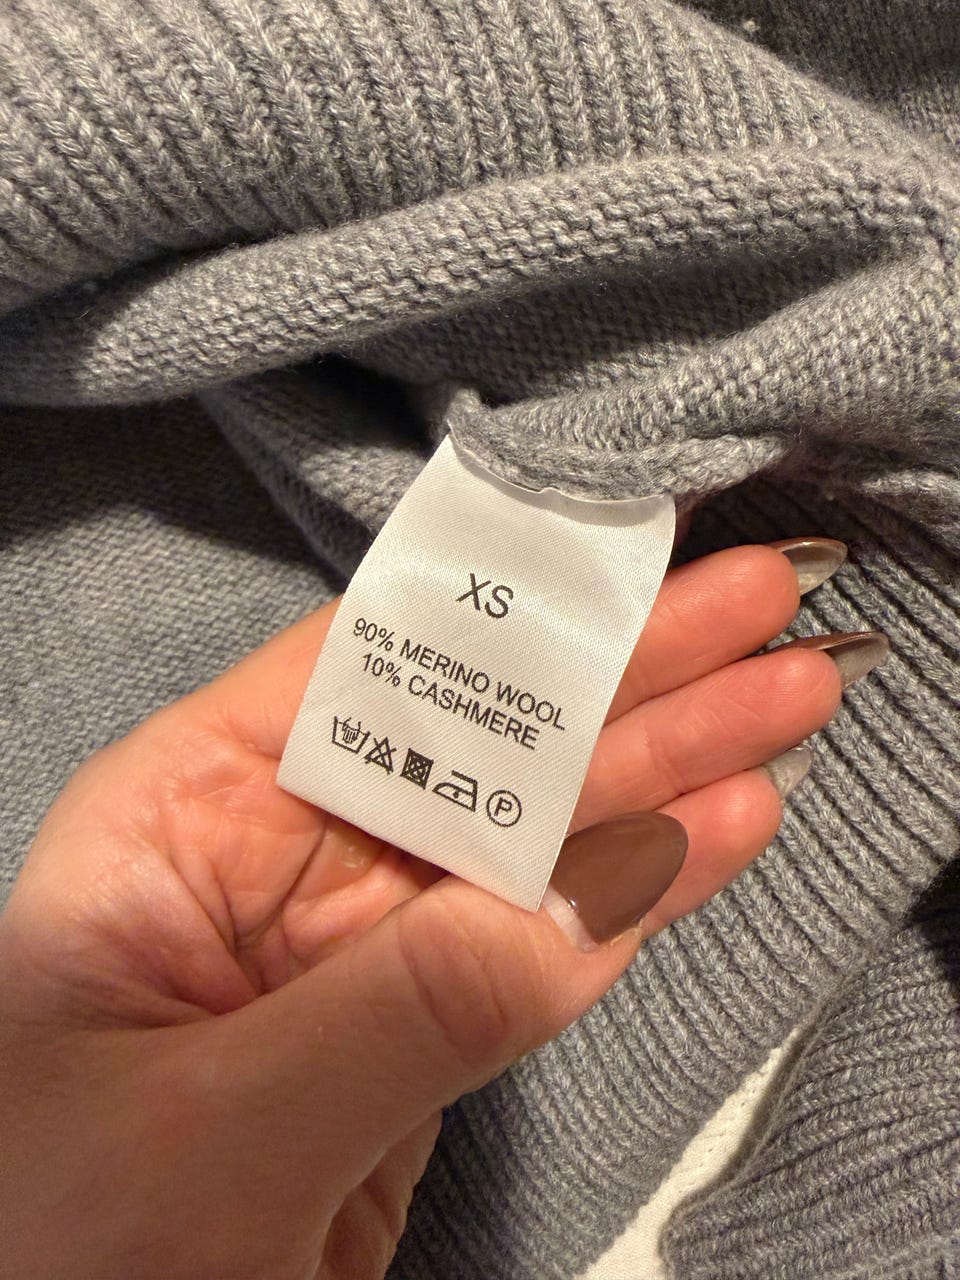 XS
90% MERINO WOOL
10% CASHMERE
P